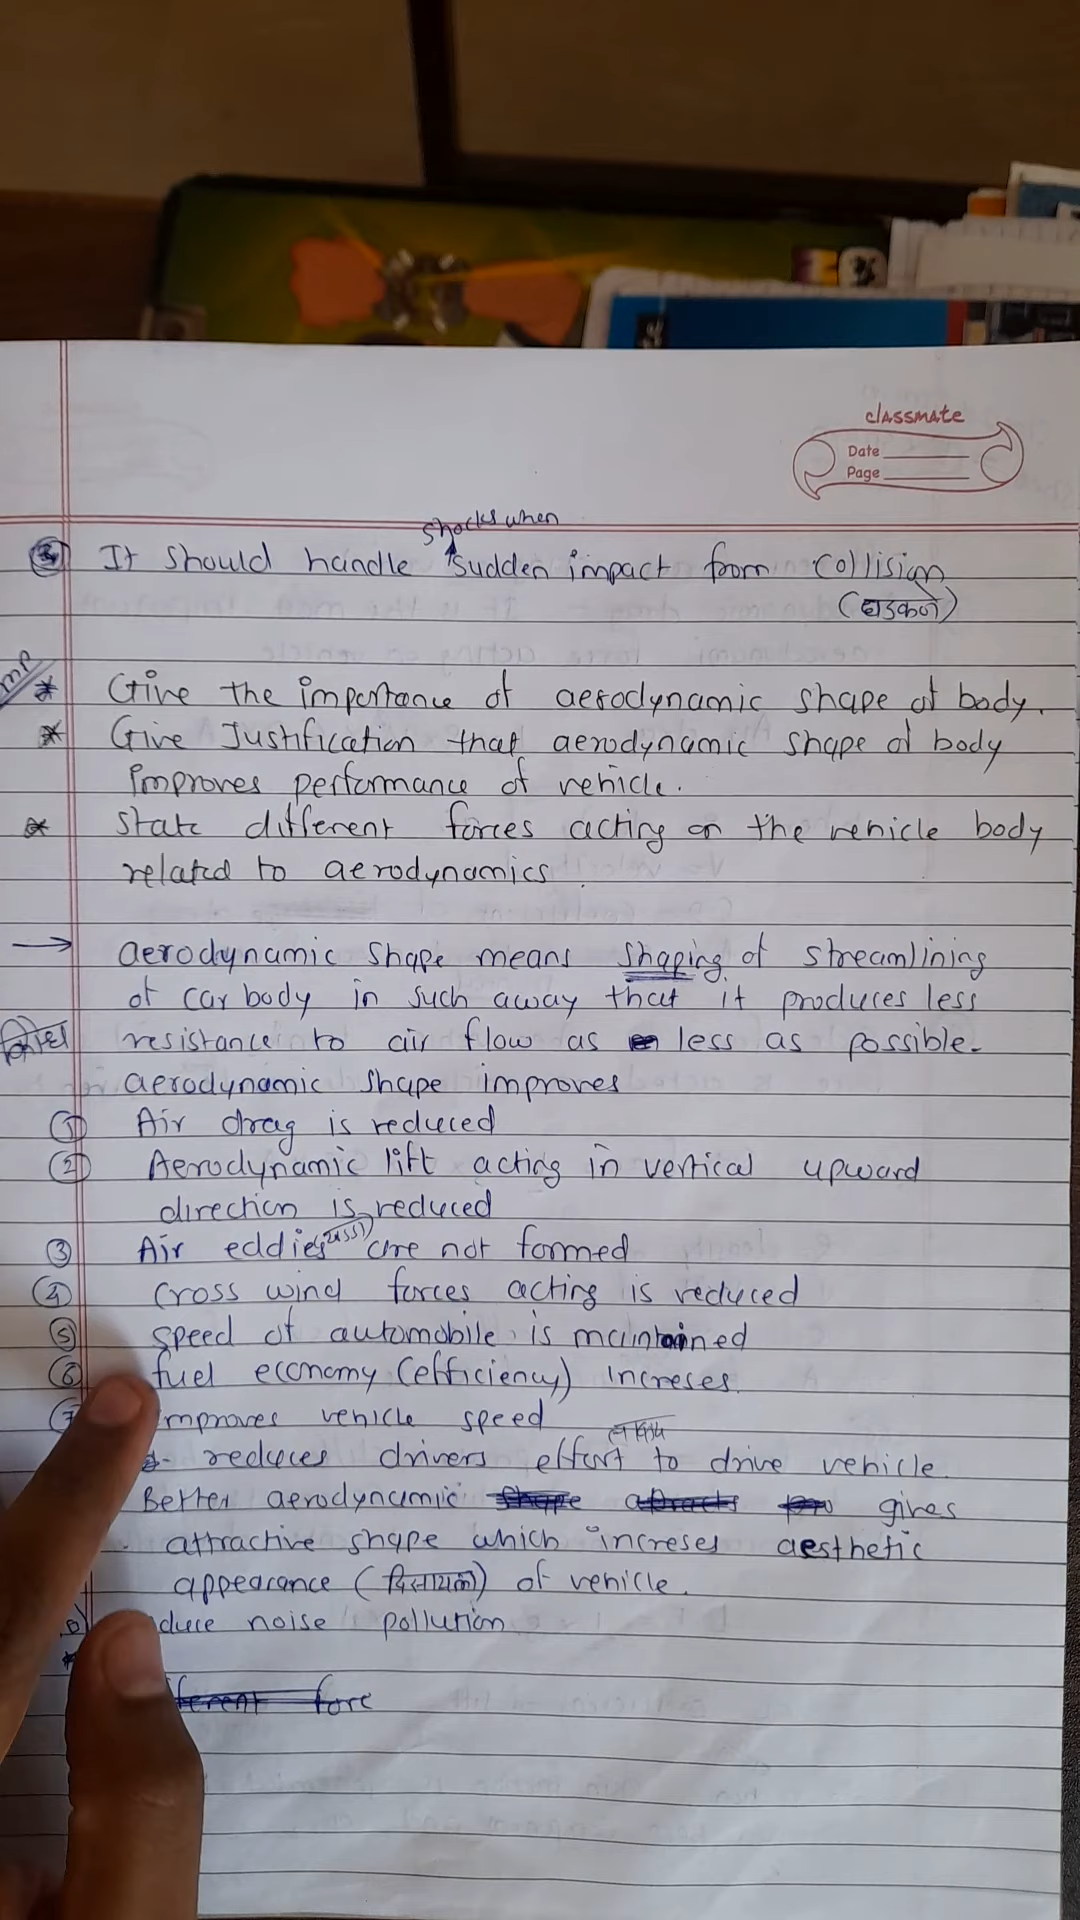 classmate
Date
Page
shocks when
③ It should handle sudden impact from collision
(धडकने)
Imp
* Give the importance of aerodynamic shape of body.
* Give Justification that aerodynamic shape of body
improves performance of vehicle.
* State different forces acting on the vehicle body
related to aerodynamics.
→ aerodynamic shape means shaping of streamlining
of car body in such away that it produces less
resistance to air flow as less as possible.
aerodynamic shape improves
① Air drag is reduced
② Aerodynamic lift acting in vertical upward
direction is reduced
③ Air eddies are not formed
④ Cross wind forces acting is reduced
⑤ speed of automobile is maintained
⑥ fuel economy (efficiency) increses
⑦ improves vehicle speed
reduces drivers effort to drive vehicle.
Better aerodynamic gives
attractive shape which increses aesthetic
appearance of vehicle.
duce noise pollution
ferent forc